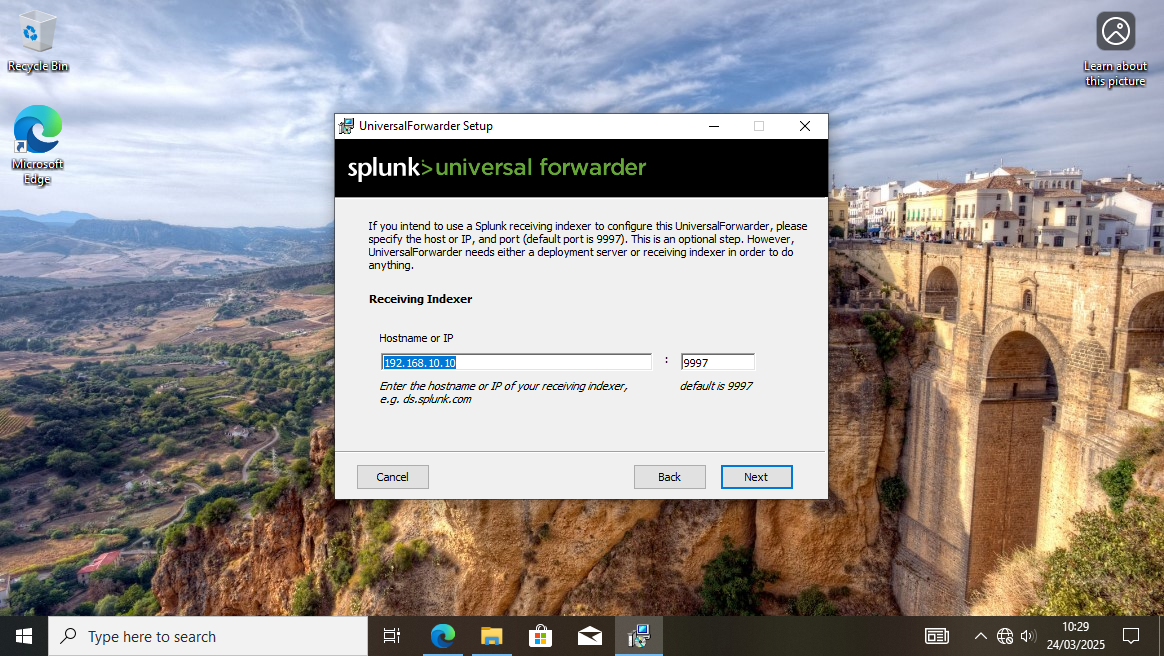 Recycle Bin
Learn about
this picture
Microsoft
Edge
UniversalForwarder Setup
splunk>universal forwarder
If you intend to use a Splunk receiving indexer to configure this UniversalForwarder, please
specify the host or IP, and port (default port is 9997). This is an optional step. However,
UniversalForwarder needs either a deployment server or receiving indexer in order to do
anything.
Receiving Indexer
Hostname or IP
192.168.10.10 : 9997
Enter the hostname or IP of your receiving indexer, default is 9997
e.g. ds.splunk.com
Cancel Back Next
Type here to search
10:29
24/03/2025